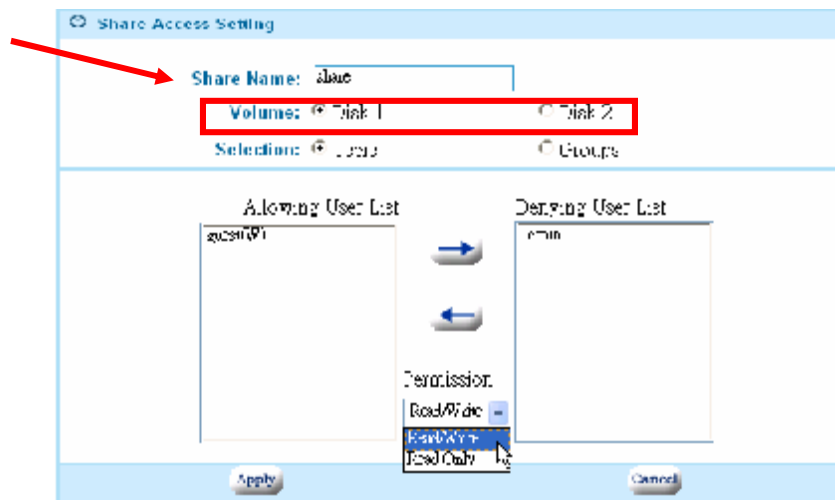 Share Access Setting
Share Name: share
Volume: Disk 1 Disk 2
Selection: Users Groups
Allowing User List Denying User List
Permission
Read/Write
Read/Write
Read Only
Apply Cancel